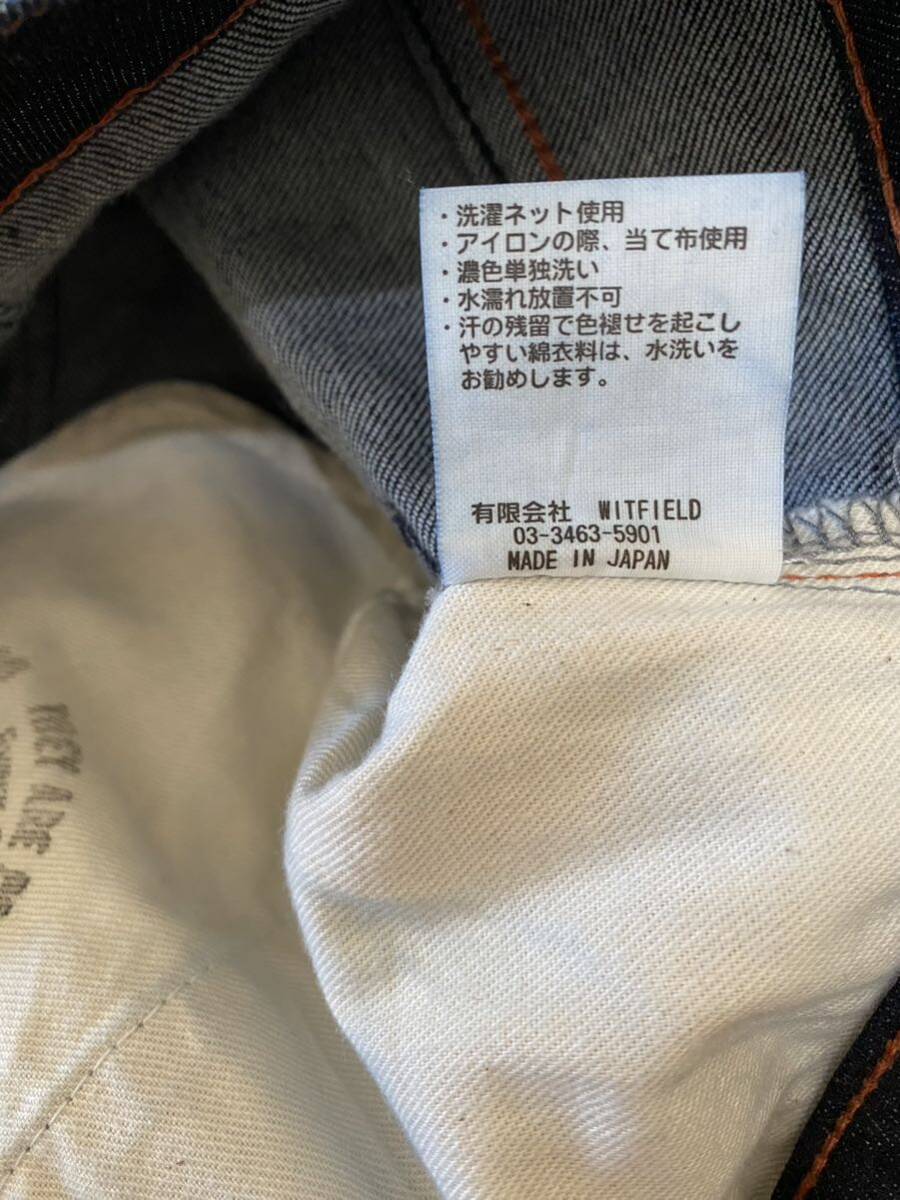 ・洗濯ネット使用
・アイロンの際、当て布使用
・濃色単独洗い
・水濡れ放置不可
・汗の残留で色褪せを起こし
やすい綿衣料は、水洗いを
お勧めします。
有限会社 WITFIELD
03-3463-5901
MADE IN JAPAN
THEY ARE